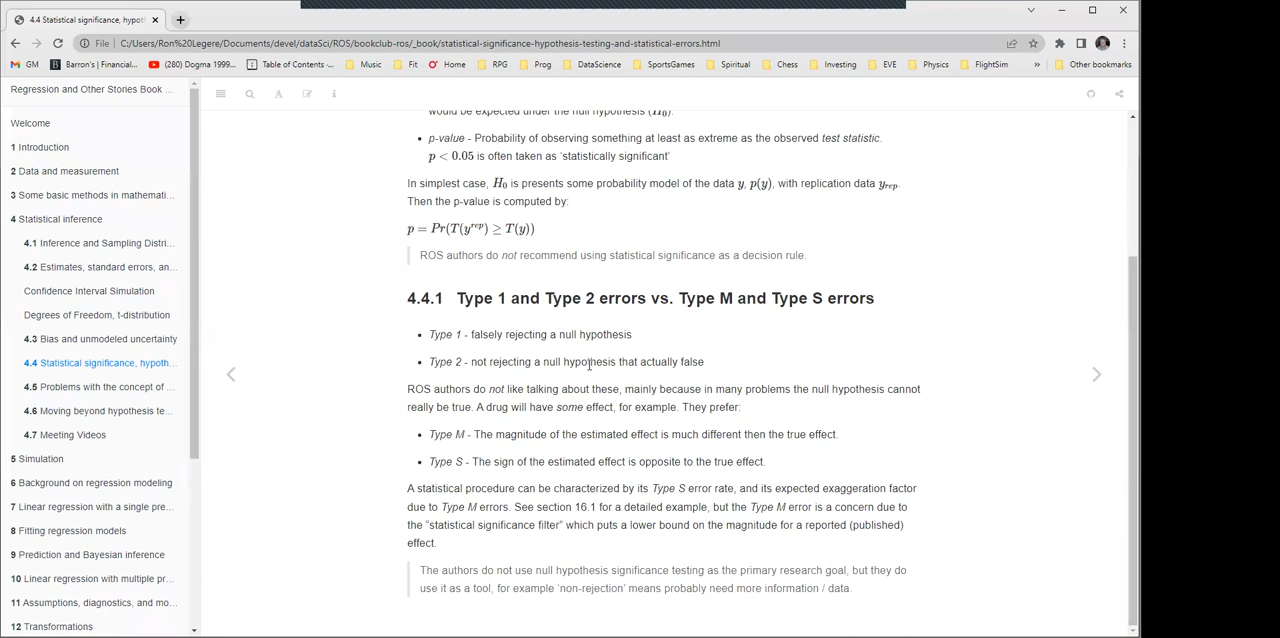 4.4 Statistical significance, hypot
File C:/Users/Ron%20Legere/Documents/devel/dataSci/ROS/bookclub-ros/_book/statistical-significance-hypothesis-testing-and-statistical-errors.html
GM Barron's | Financial... (280) Dogma 1999... Table of Contents -... Music Fit Home RPG Prog DataScience SportsGames Spiritual Chess Investing EVE Physics FlightSim » Other bookmarks
Regression and Other Stories Book ...
Welcome
1 Introduction
2 Data and measurement
3 Some basic methods in mathemati...
4 Statistical inference
4.1 Inference and Sampling Distri...
4.2 Estimates, standard errors, an...
Confidence Interval Simulation
Degrees of Freedom, t-distribution
4.3 Bias and unmodeled uncertainty
4.4 Statistical significance, hypoth...
4.5 Problems with the concept of ...
4.6 Moving beyond hypothesis te...
4.7 Meeting Videos
5 Simulation
6 Background on regression modeling
7 Linear regression with a single pre...
8 Fitting regression models
9 Prediction and Bayesian inference
10 Linear regression with multiple pr...
11 Assumptions, diagnostics, and mo...
12 Transformations
would be expected under the null hypothesis (H₀).
• p-value - Probability of observing something at least as extreme as the observed test statistic.
p < 0.05 is often taken as 'statistically significant'
In simplest case, H₀ is presents some probability model of the data y, p(y), with replication data y_rep.
Then the p-value is computed by:
p = Pr(T(y^rep) ≥ T(y))
ROS authors do not recommend using statistical significance as a decision rule.
4.4.1 Type 1 and Type 2 errors vs. Type M and Type S errors
• Type 1 - falsely rejecting a null hypothesis
• Type 2 - not rejecting a null hypothesis that actually false
ROS authors do not like talking about these, mainly because in many problems the null hypothesis cannot
really be true. A drug will have some effect, for example. They prefer:
• Type M - The magnitude of the estimated effect is much different then the true effect.
• Type S - The sign of the estimated effect is opposite to the true effect.
A statistical procedure can be characterized by its Type S error rate, and its expected exaggeration factor
due to Type M errors. See section 16.1 for a detailed example, but the Type M error is a concern due to
the "statistical significance filter" which puts a lower bound on the magnitude for a reported (published)
effect.
The authors do not use null hypothesis significance testing as the primary research goal, but they do
use it as a tool, for example 'non-rejection' means probably need more information / data.